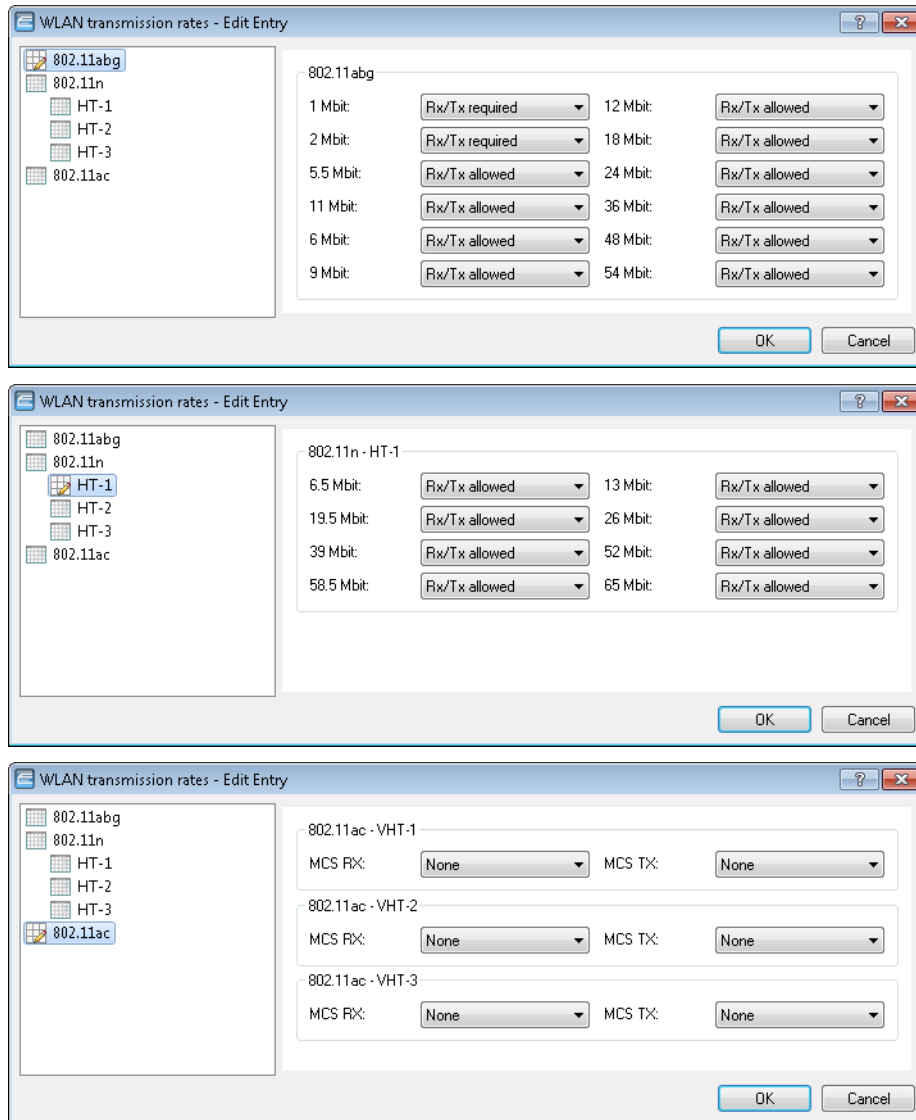 WLAN transmission rates - Edit Entry
802.11abg
802.11n
HT-1
HT-2
HT-3
802.11ac
802.11abg
1 Mbit: Rx/Tx required 12 Mbit: Rx/Tx allowed
2 Mbit: Rx/Tx required 18 Mbit: Rx/Tx allowed
5.5 Mbit: Rx/Tx allowed 24 Mbit: Rx/Tx allowed
11 Mbit: Rx/Tx allowed 36 Mbit: Rx/Tx allowed
6 Mbit: Rx/Tx allowed 48 Mbit: Rx/Tx allowed
9 Mbit: Rx/Tx allowed 54 Mbit: Rx/Tx allowed
OK Cancel
WLAN transmission rates - Edit Entry
802.11abg
802.11n
HT-1
HT-2
HT-3
802.11ac
802.11n - HT-1
6.5 Mbit: Rx/Tx allowed 13 Mbit: Rx/Tx allowed
19.5 Mbit: Rx/Tx allowed 26 Mbit: Rx/Tx allowed
39 Mbit: Rx/Tx allowed 52 Mbit: Rx/Tx allowed
58.5 Mbit: Rx/Tx allowed 65 Mbit: Rx/Tx allowed
OK Cancel
WLAN transmission rates - Edit Entry
802.11abg
802.11n
HT-1
HT-2
HT-3
802.11ac
802.11ac - VHT-1
MCS RX: None MCS TX: None
802.11ac - VHT-2
MCS RX: None MCS TX: None
802.11ac - VHT-3
MCS RX: None MCS TX: None
OK Cancel